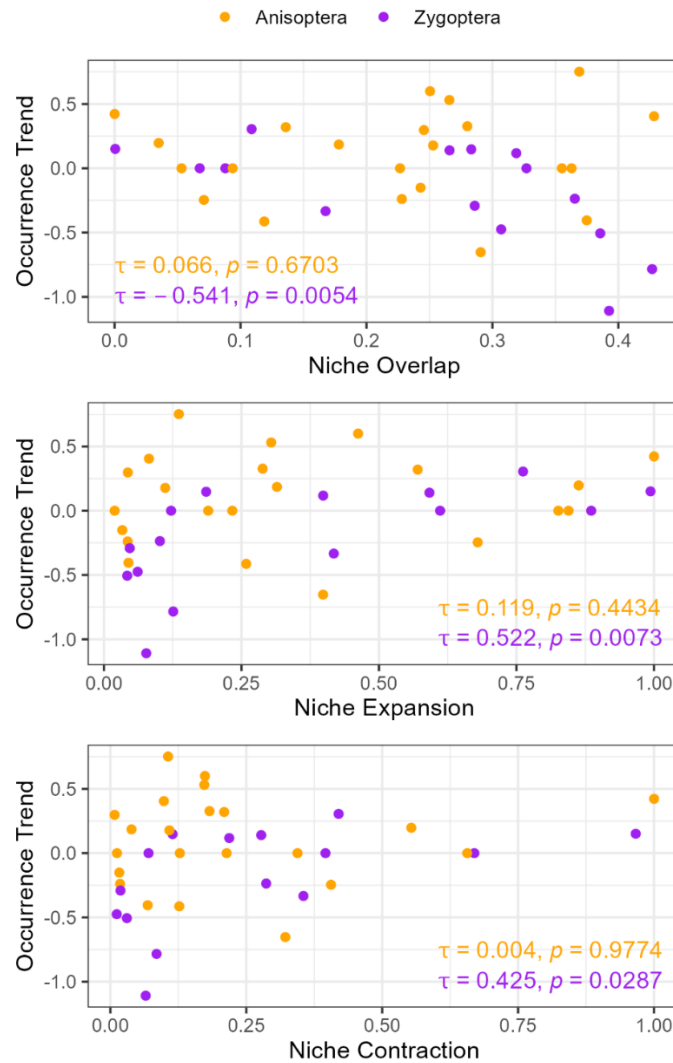 Anisoptera Zygoptera
Occurrence Trend
0.5
0.0
-0.5
-1.0
τ = 0.066, p = 0.6703
τ = − 0.541, p = 0.0054
0.0 0.1 0.2 0.3 0.4
Niche Overlap
Occurrence Trend
0.5
0.0
-0.5
-1.0
τ = 0.119, p = 0.4434
τ = 0.522, p = 0.0073
0.00 0.25 0.50 0.75 1.00
Niche Expansion
Occurrence Trend
0.5
0.0
-0.5
-1.0
τ = 0.004, p = 0.9774
τ = 0.425, p = 0.0287
0.00 0.25 0.50 0.75 1.00
Niche Contraction